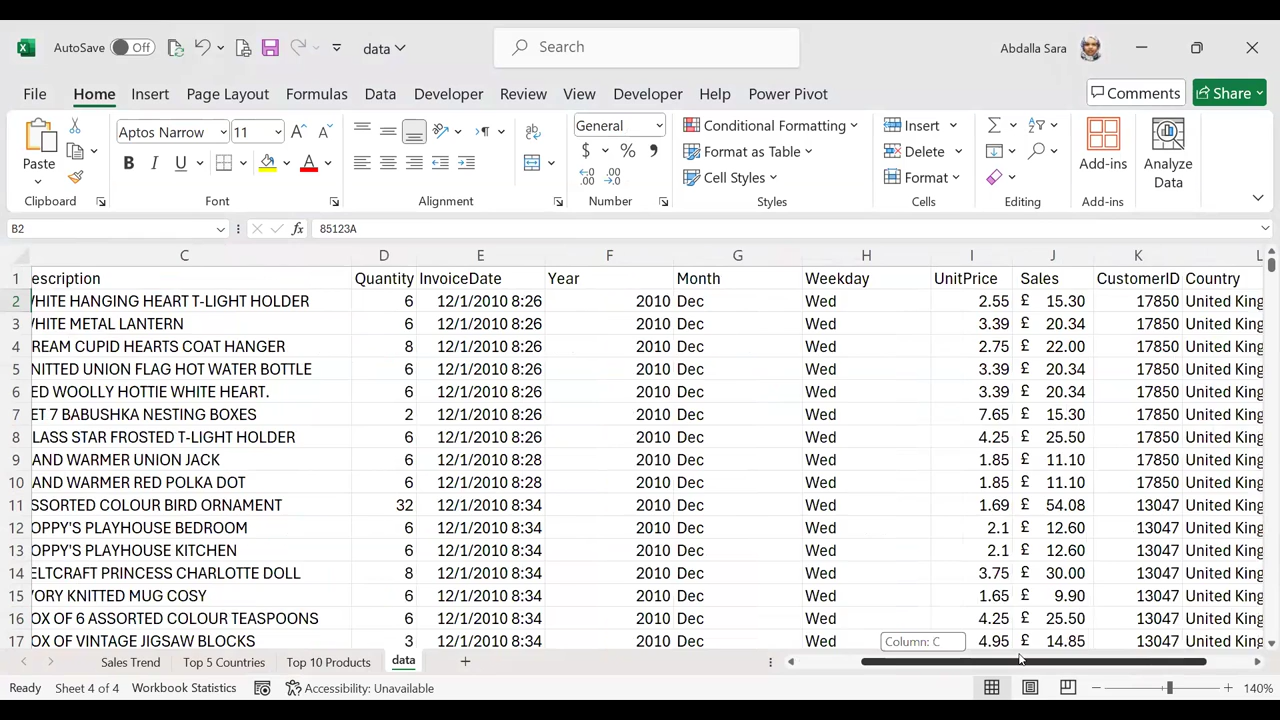 AutoSave Off data Search Abdalla Sara
File Home Insert Page Layout Formulas Data Developer Review View Developer Help Power Pivot Comments Share
Paste Aptos Narrow 11 General Conditional Formatting Insert Add-ins Analyze Data
B I U A $ % Format as Table Delete
Cell Styles Format
Clipboard Font Alignment Number Styles Cells Editing Add-ins
B2 fx 85123A
C D E F G H I J K L
1 escription Quantity InvoiceDate Year Month Weekday UnitPrice Sales CustomerID Country
2 WHITE HANGING HEART T-LIGHT HOLDER 6 12/1/2010 8:26 2010 Dec Wed 2.55 £ 15.30 17850 United King
3 WHITE METAL LANTERN 6 12/1/2010 8:26 2010 Dec Wed 3.39 £ 20.34 17850 United King
4 REAM CUPID HEARTS COAT HANGER 8 12/1/2010 8:26 2010 Dec Wed 2.75 £ 22.00 17850 United King
5 NITTED UNION FLAG HOT WATER BOTTLE 6 12/1/2010 8:26 2010 Dec Wed 3.39 £ 20.34 17850 United King
6 ED WOOLLY HOTTIE WHITE HEART. 6 12/1/2010 8:26 2010 Dec Wed 3.39 £ 20.34 17850 United King
7 ET 7 BABUSHKA NESTING BOXES 2 12/1/2010 8:26 2010 Dec Wed 7.65 £ 15.30 17850 United King
8 LASS STAR FROSTED T-LIGHT HOLDER 6 12/1/2010 8:26 2010 Dec Wed 4.25 £ 25.50 17850 United King
9 AND WARMER UNION JACK 6 12/1/2010 8:28 2010 Dec Wed 1.85 £ 11.10 17850 United King
10 AND WARMER RED POLKA DOT 6 12/1/2010 8:28 2010 Dec Wed 1.85 £ 11.10 17850 United King
11 SSORTED COLOUR BIRD ORNAMENT 32 12/1/2010 8:34 2010 Dec Wed 1.69 £ 54.08 13047 United King
12 OPPY'S PLAYHOUSE BEDROOM 6 12/1/2010 8:34 2010 Dec Wed 2.1 £ 12.60 13047 United King
13 OPPY'S PLAYHOUSE KITCHEN 6 12/1/2010 8:34 2010 Dec Wed 2.1 £ 12.60 13047 United King
14 ELTCRAFT PRINCESS CHARLOTTE DOLL 8 12/1/2010 8:34 2010 Dec Wed 3.75 £ 30.00 13047 United King
15 VORY KNITTED MUG COSY 6 12/1/2010 8:34 2010 Dec Wed 1.65 £ 9.90 13047 United King
16 OX OF 6 ASSORTED COLOUR TEASPOONS 6 12/1/2010 8:34 2010 Dec Wed 4.25 £ 25.50 13047 United King
17 OX OF VINTAGE JIGSAW BLOCKS 3 12/1/2010 8:34 2010 Dec Wed 4.95 £ 14.85 13047 United King
Column: C
Sales Trend Top 5 Countries Top 10 Products data
Ready Sheet 4 of 4 Workbook Statistics Accessibility: Unavailable 140%